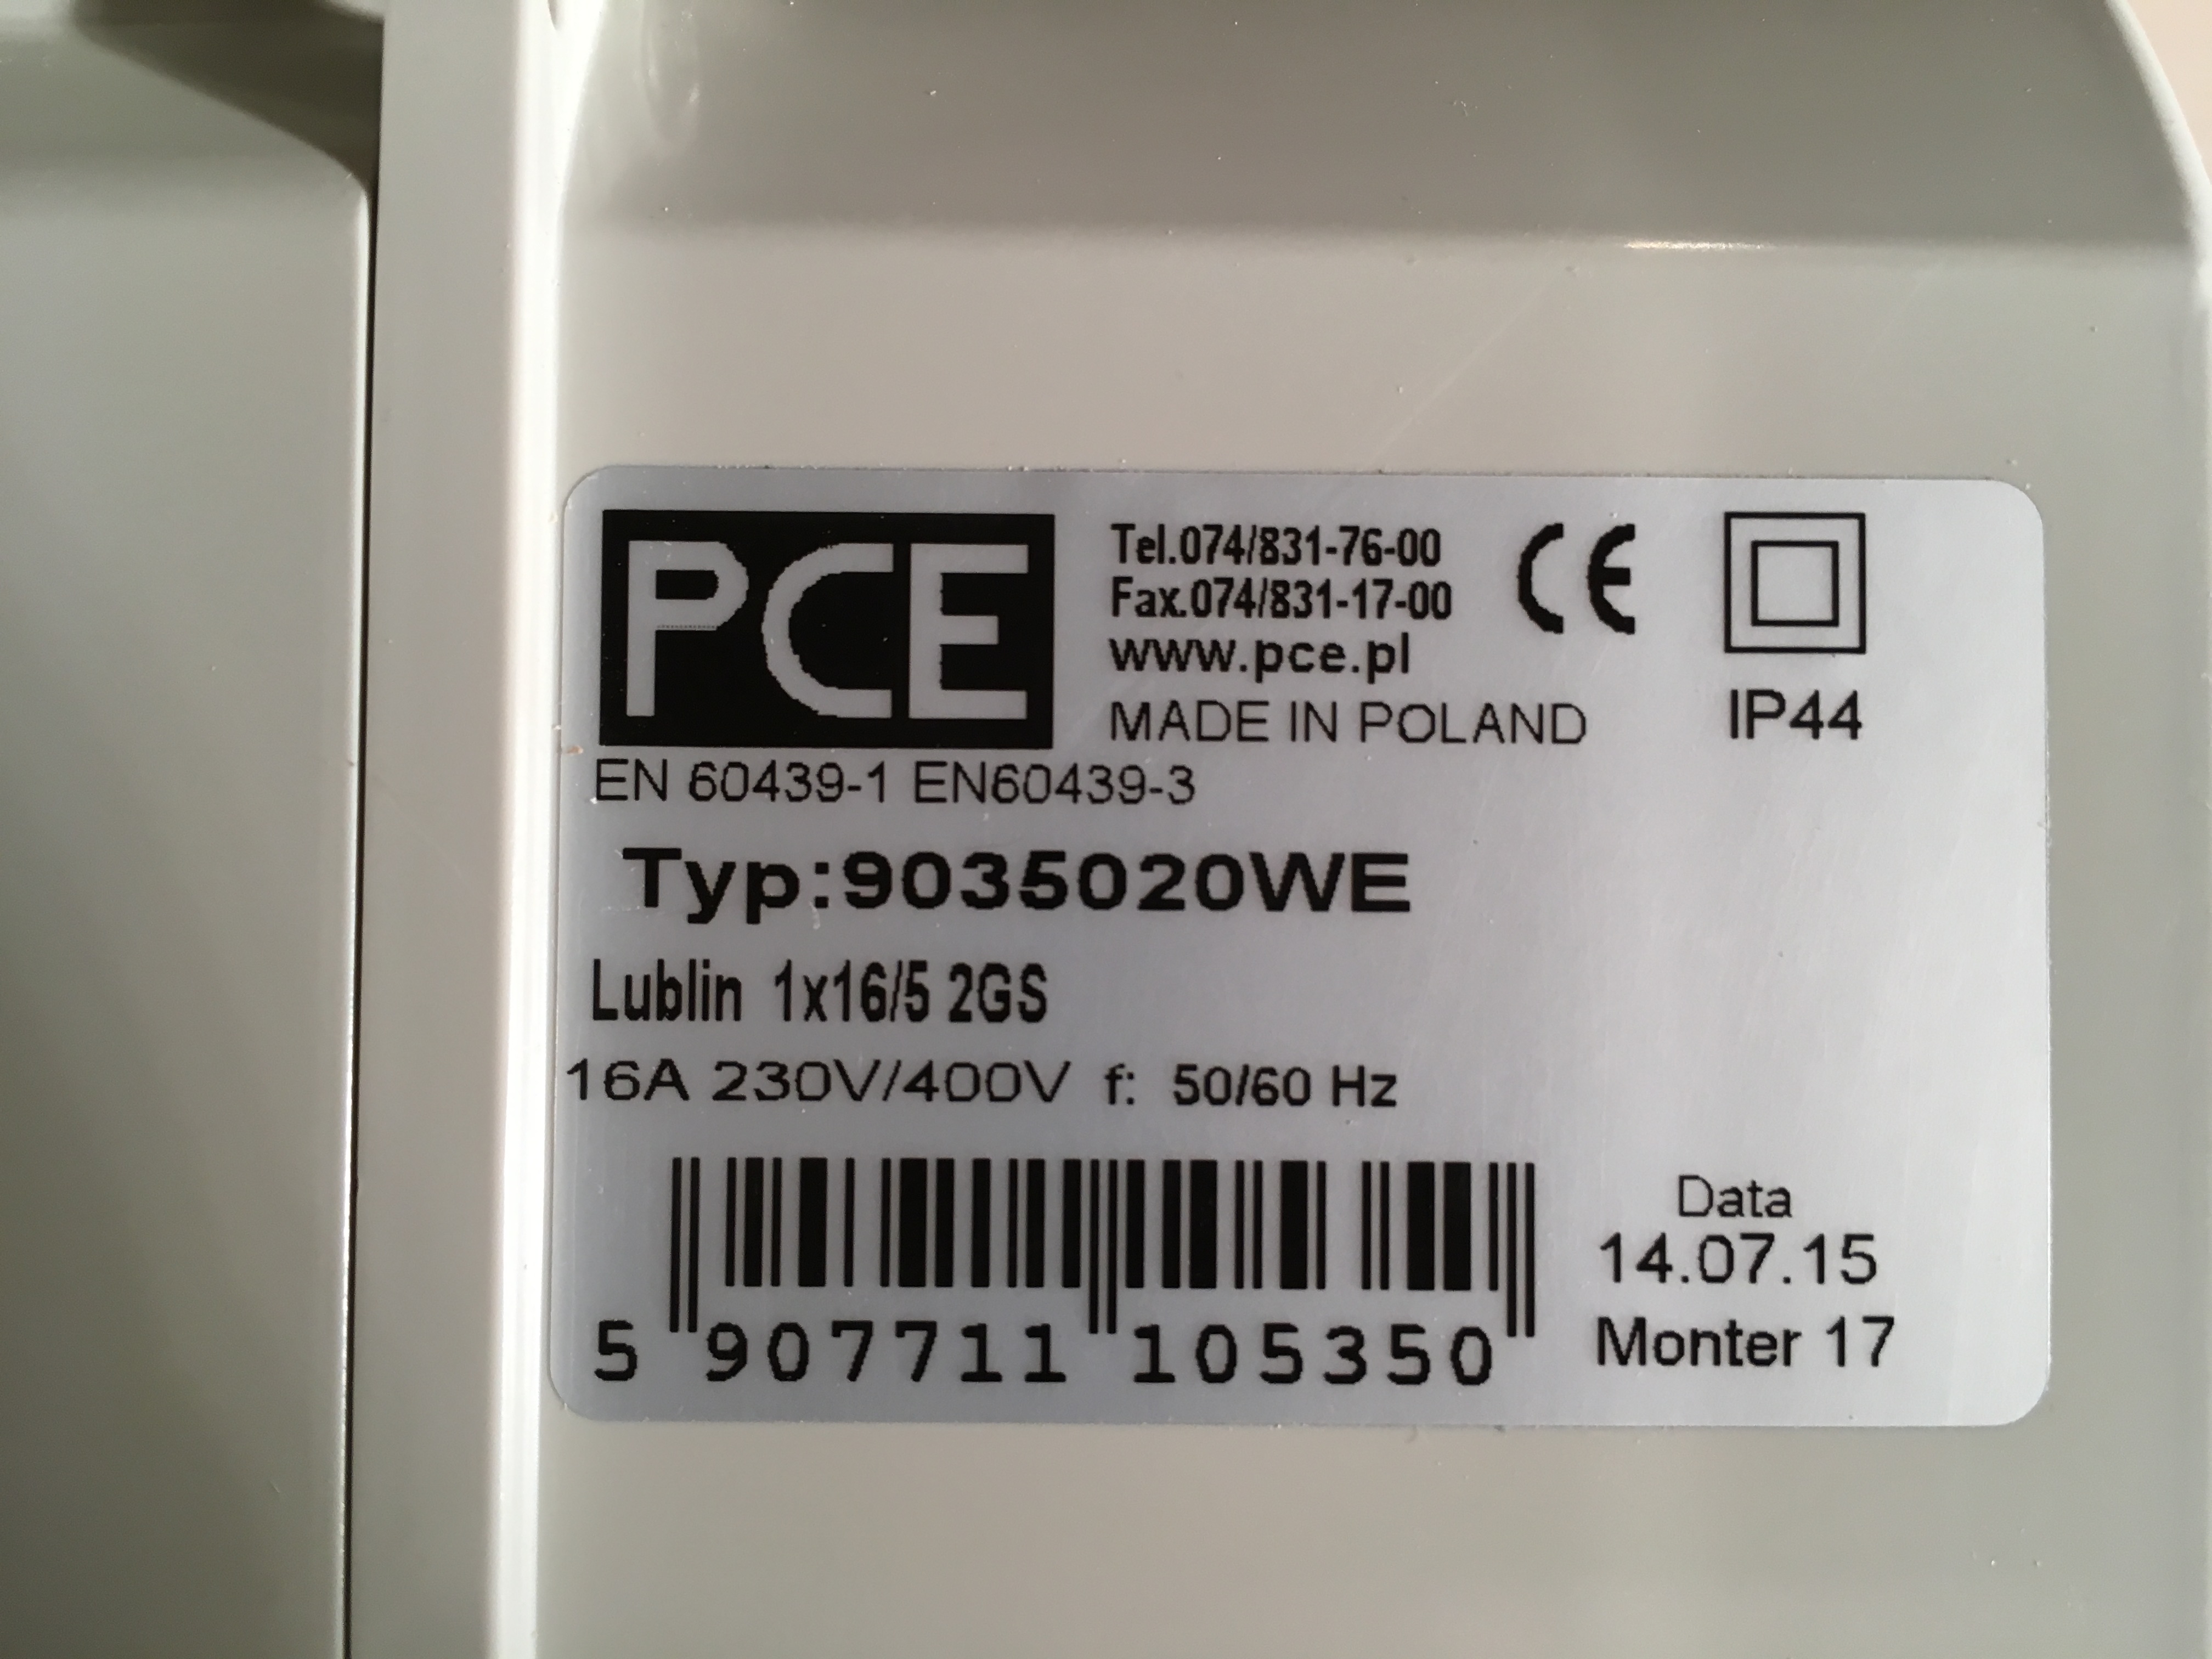 PCE
Tel.074/831-76-00
Fax.074/831-17-00
www.pce.pl
MADE IN POLAND
CE
IP44
EN 60439-1 EN60439-3
Typ:9035020WE
Lublin 1x16/5 2GS
16A 230V/400V f: 50/60 Hz
5 907711 105350
Data
14.07.15
Monter 17